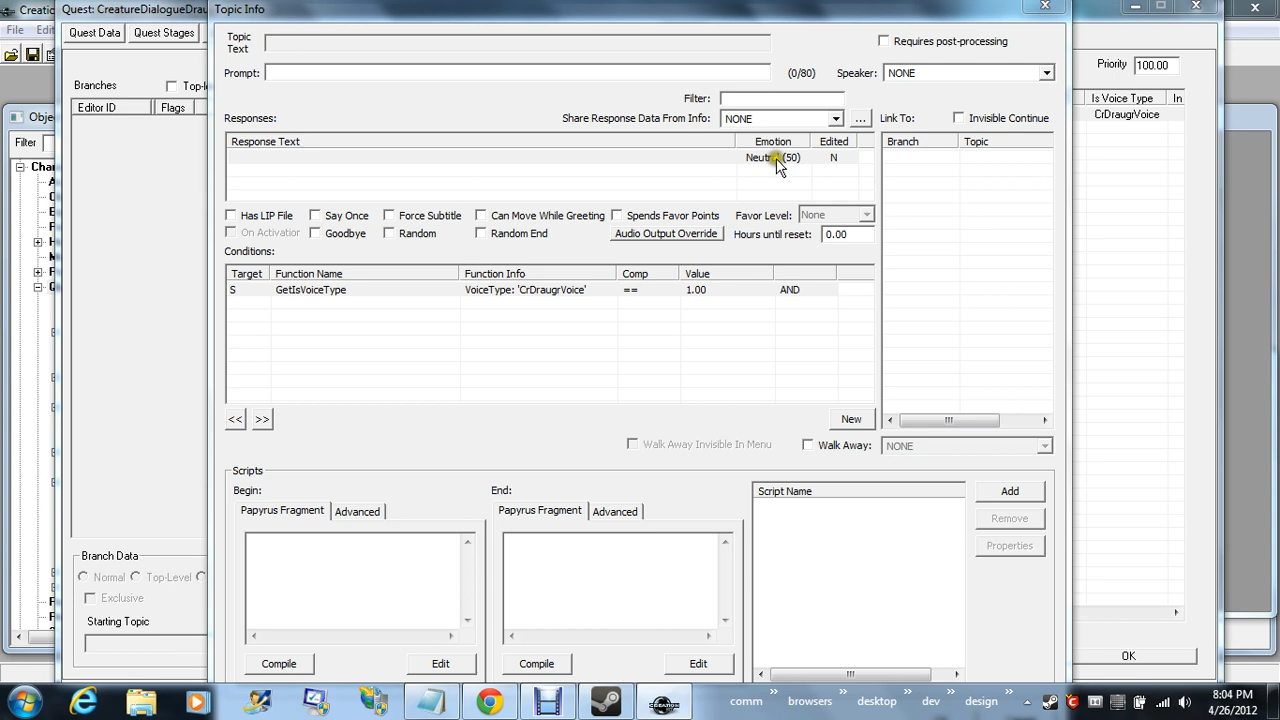 Creation
Quest: CreatureDialogueDrau
Topic Info
File
Edit
Quest Data
Quest Stages
Topic Text
Requires post-processing
Prompt:
(0/80)
Speaker:
NONE
Priority
100.00
Branches
Top-l
Filter:
Editor ID
Flags
Is Voice Type
In
Responses:
Share Response Data From Info:
NONE
...
Link To:
Invisible Continue
CrDraugrVoice
Obje
Response Text
Emotion
Edited
Branch
Topic
Filter
Neutral (50)
N
Char
Has LIP File
Say Once
Force Subtitle
Can Move While Greeting
Spends Favor Points
Favor Level:
None
On Activation
Goodbye
Random
Random End
Audio Output Override
Hours until reset:
0.00
Conditions:
Target
Function Name
Function Info
Comp
Value
S
GetIsVoiceType
VoiceType: 'CrDraugrVoice'
==
1.00
AND
<<
>>
New
Walk Away Invisible In Menu
Walk Away:
NONE
Scripts
Begin:
End:
Script Name
Add
Papyrus Fragment
Advanced
Papyrus Fragment
Advanced
Remove
Properties
Branch Data
Normal
Top-Level
Exclusive
Starting Topic
Compile
Edit
Compile
Edit
OK
comm
browsers
desktop
dev
design
8:04 PM
4/26/2012